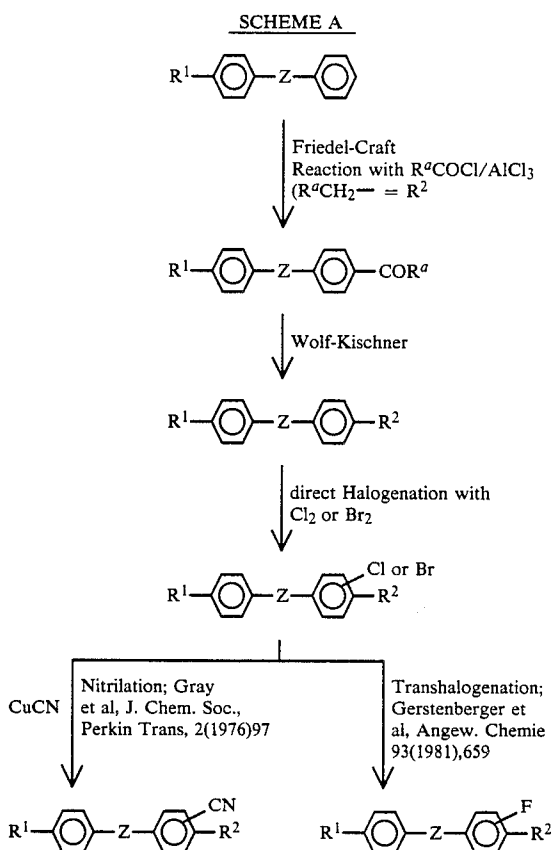 SCHEME A
R¹ Z
Friedel-Craft
Reaction with RᵃCOCl/AlCl₃
(RᵃCH₂— = R²
R¹ Z CORᵃ
Wolf-Kischner
R¹ Z R²
direct Halogenation with
Cl₂ or Br₂
Cl or Br
R¹ Z R²
CuCN
Nitrilation; Gray
et al, J. Chem. Soc.,
Perkin Trans, 2(1976)97
Transhalogenation;
Gerstenberger et
al, Angew. Chemie
93(1981),659
CN
R¹ Z R²
F
R¹ Z R²